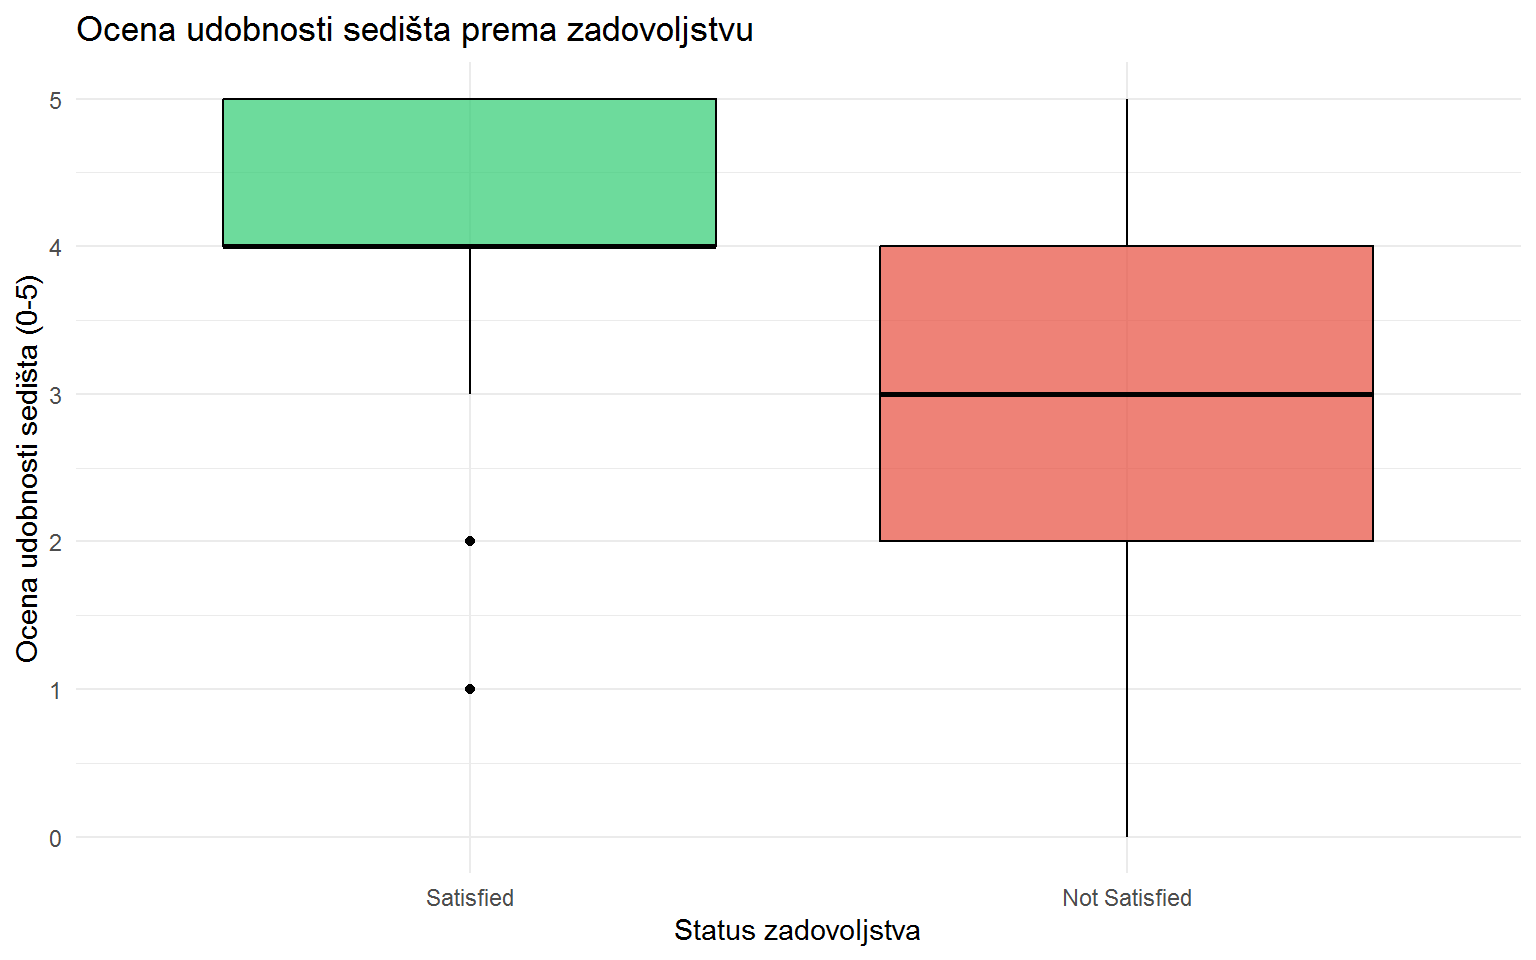 Ocena udobnosti sedišta prema zadovoljstvu
Ocena udobnosti sedišta (0-5)
5
4
3
2
1
0
Satisfied
Not Satisfied
Status zadovoljstva